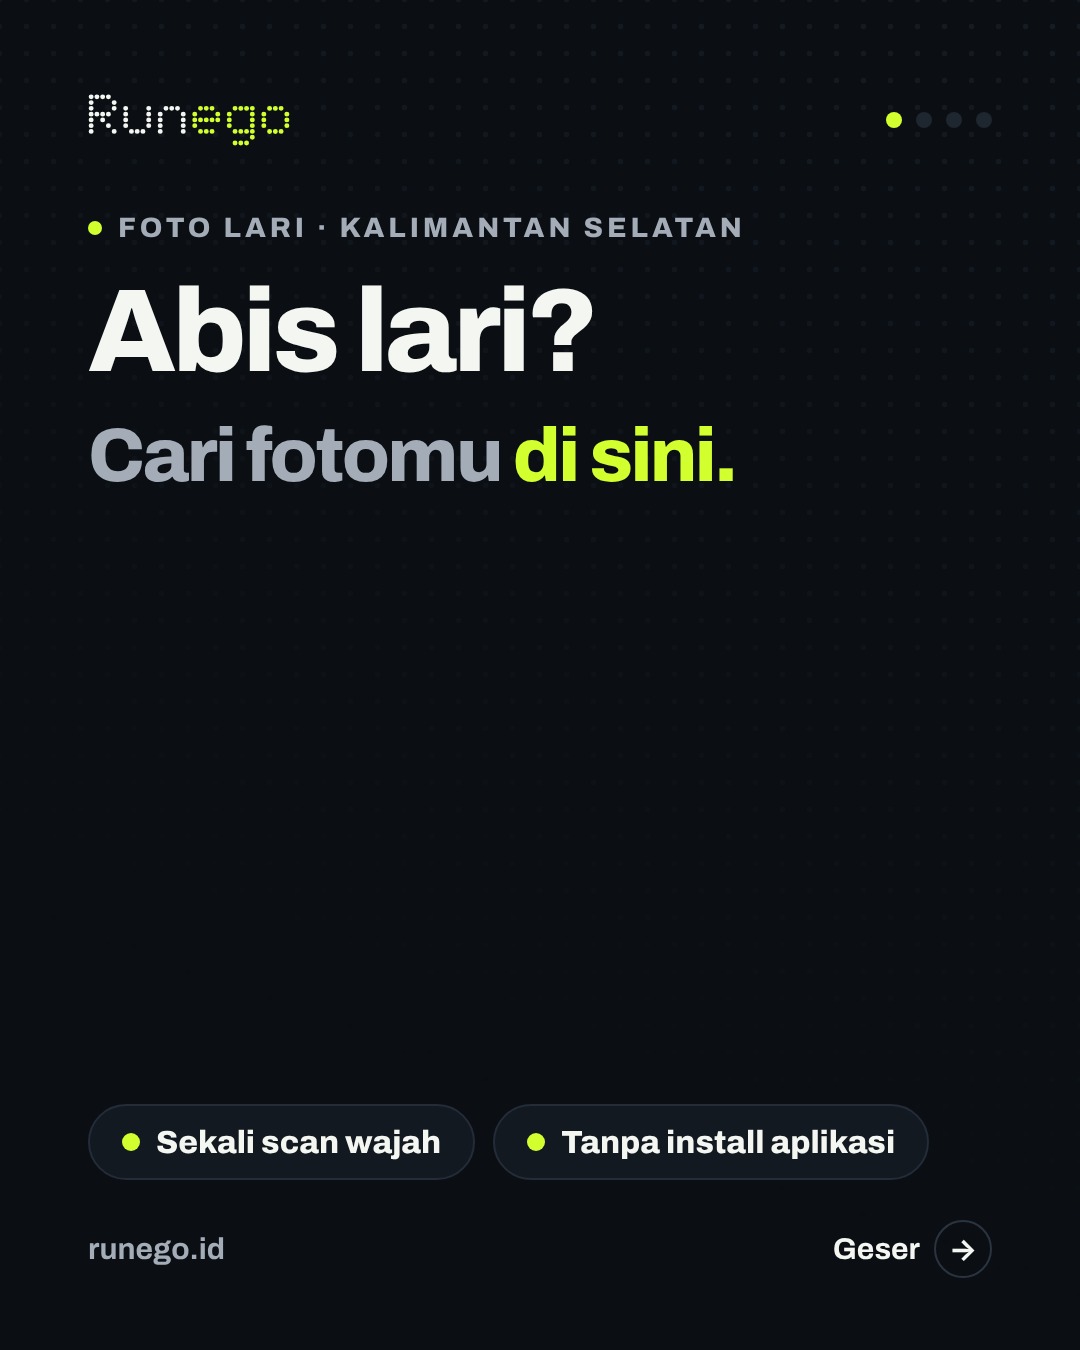 Runego
FOTO LARI · KALIMANTAN SELATAN
Abis lari?
Cari fotomu di sini.
Sekali scan wajah
Tanpa install aplikasi
runego.id
Geser →